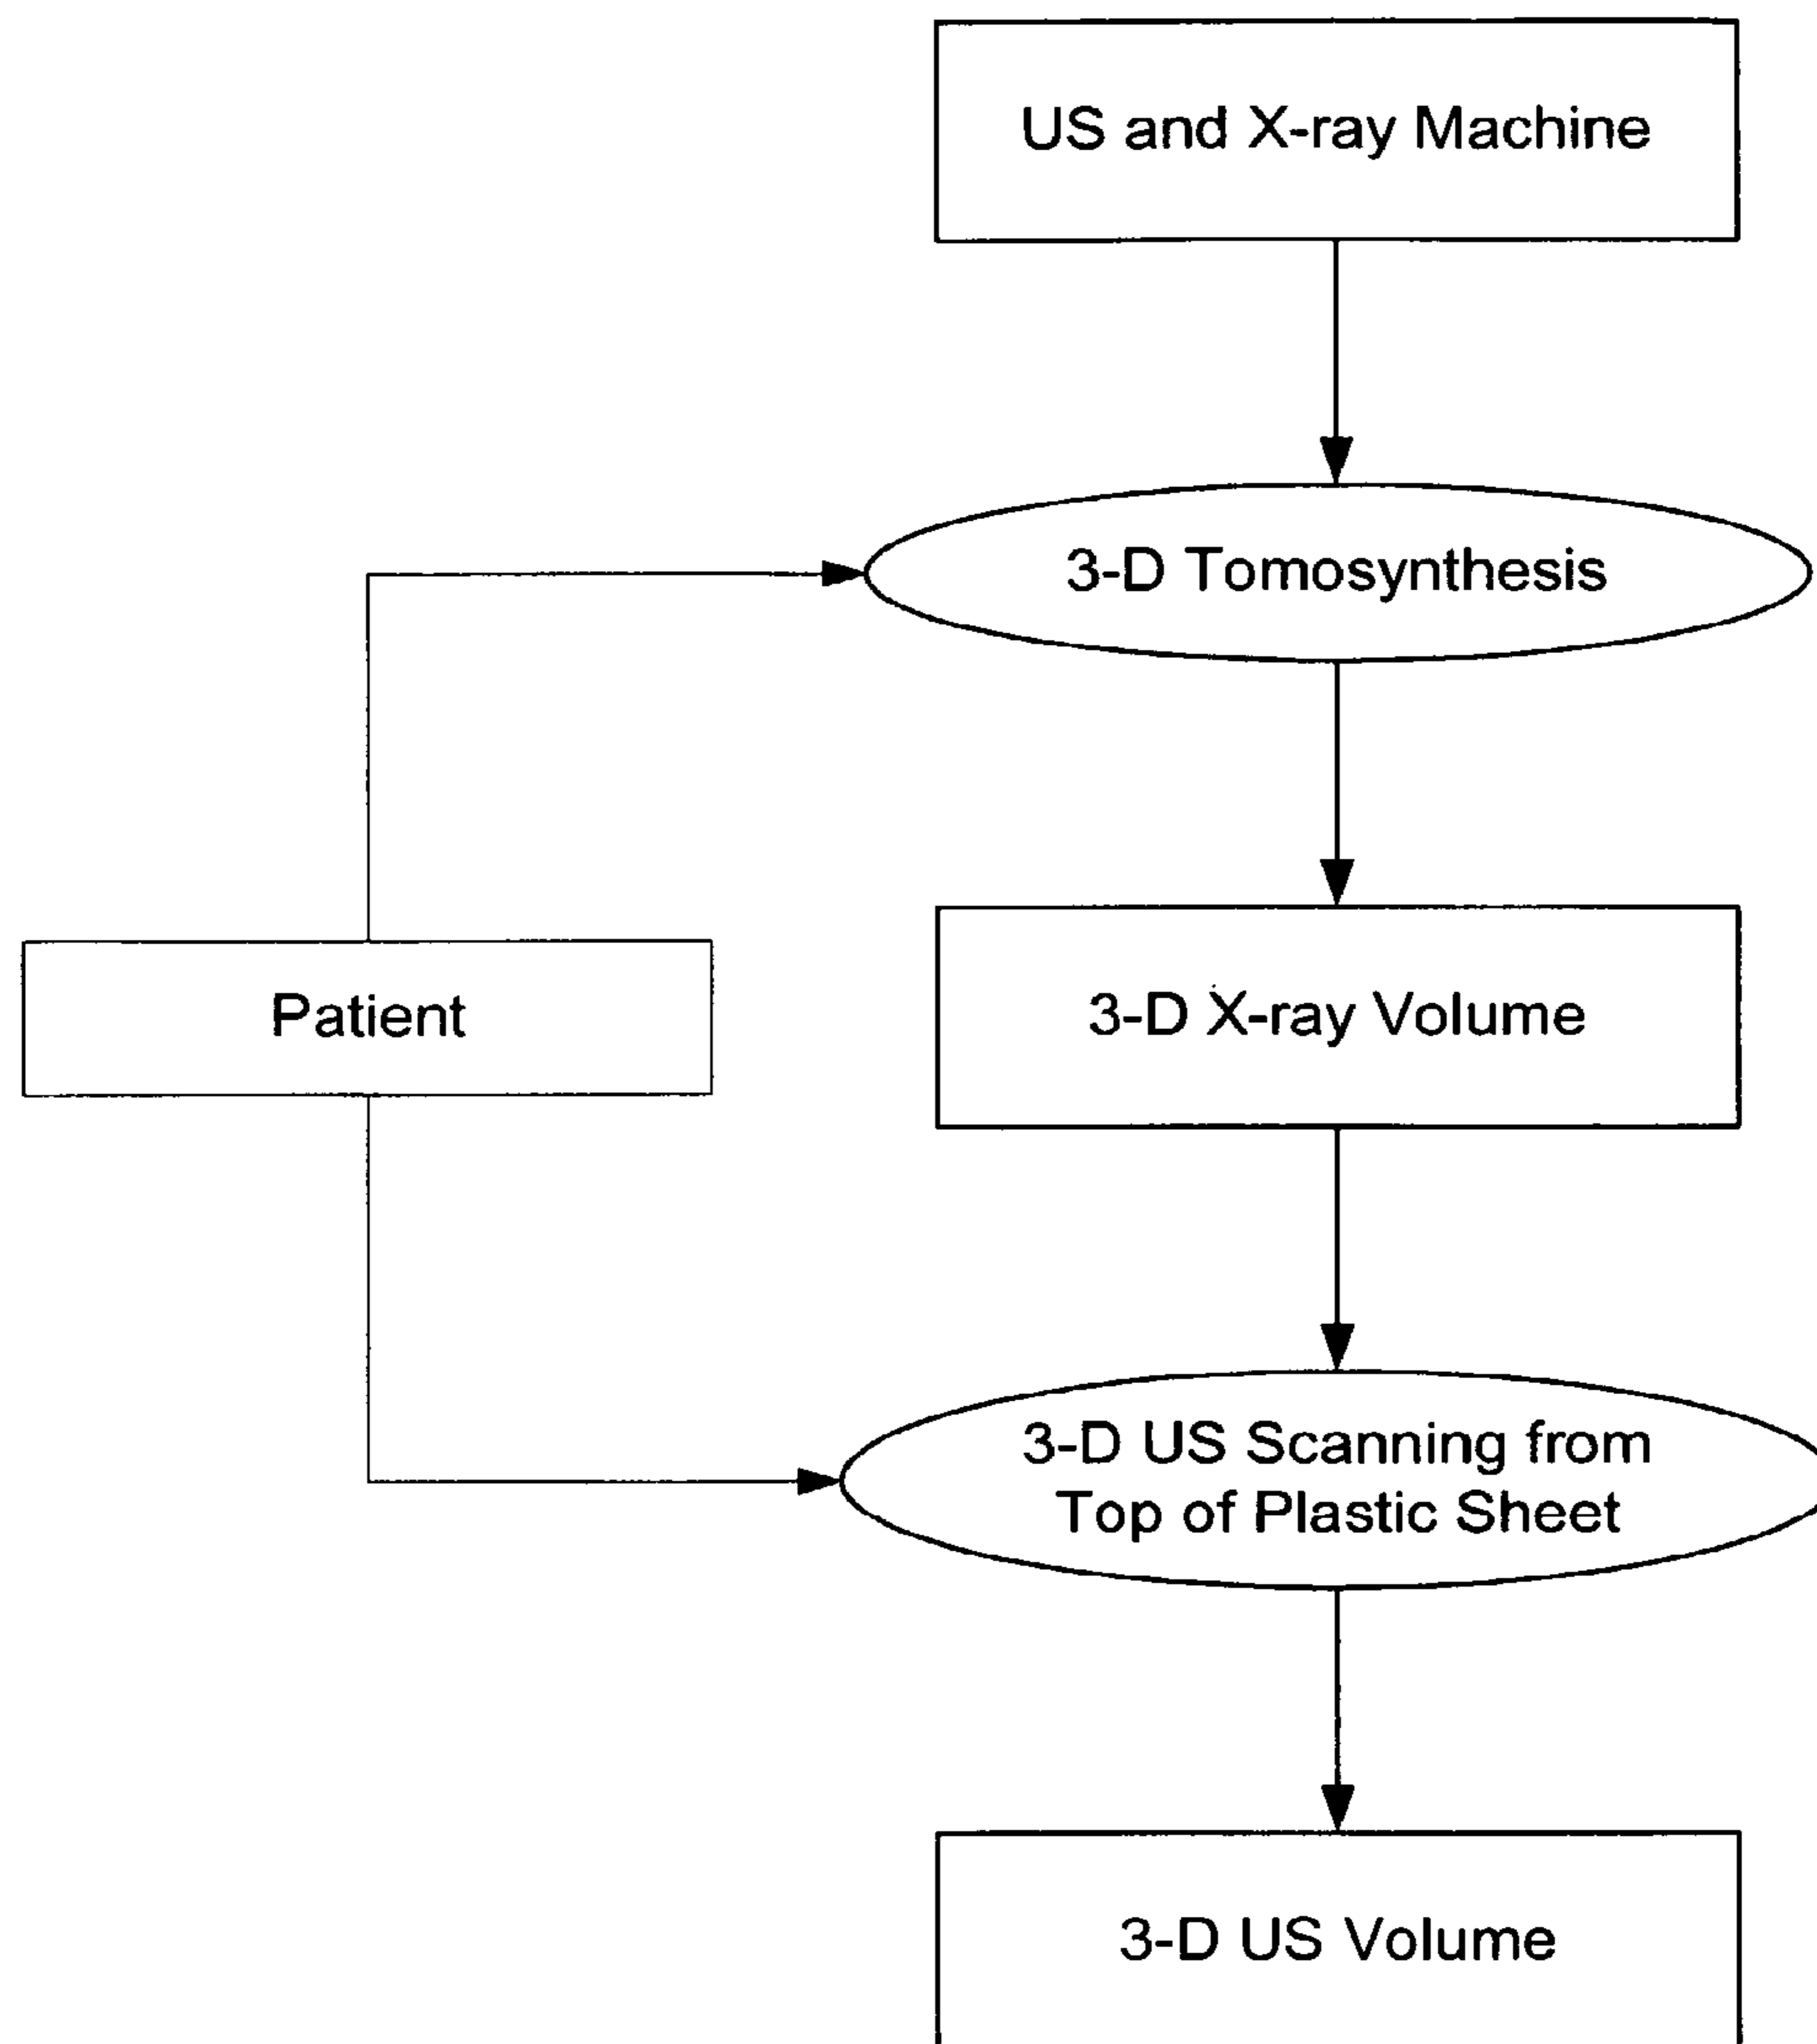 US and X-ray Machine
3-D Tomosynthesis
Patient
3-D X-ray Volume
3-D US Scanning from
Top of Plastic Sheet
3-D US Volume